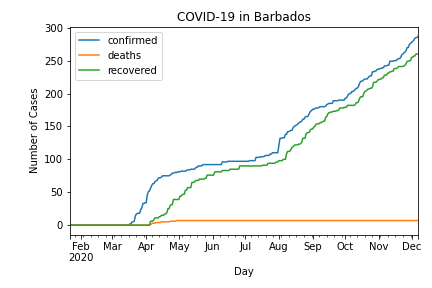 COVID-19 in Barbados
Number of Cases
300
250
200
150
100
50
0
confirmed
deaths
recovered
Feb Mar Apr May Jun Jul Aug Sep Oct Nov Dec
2020
Day